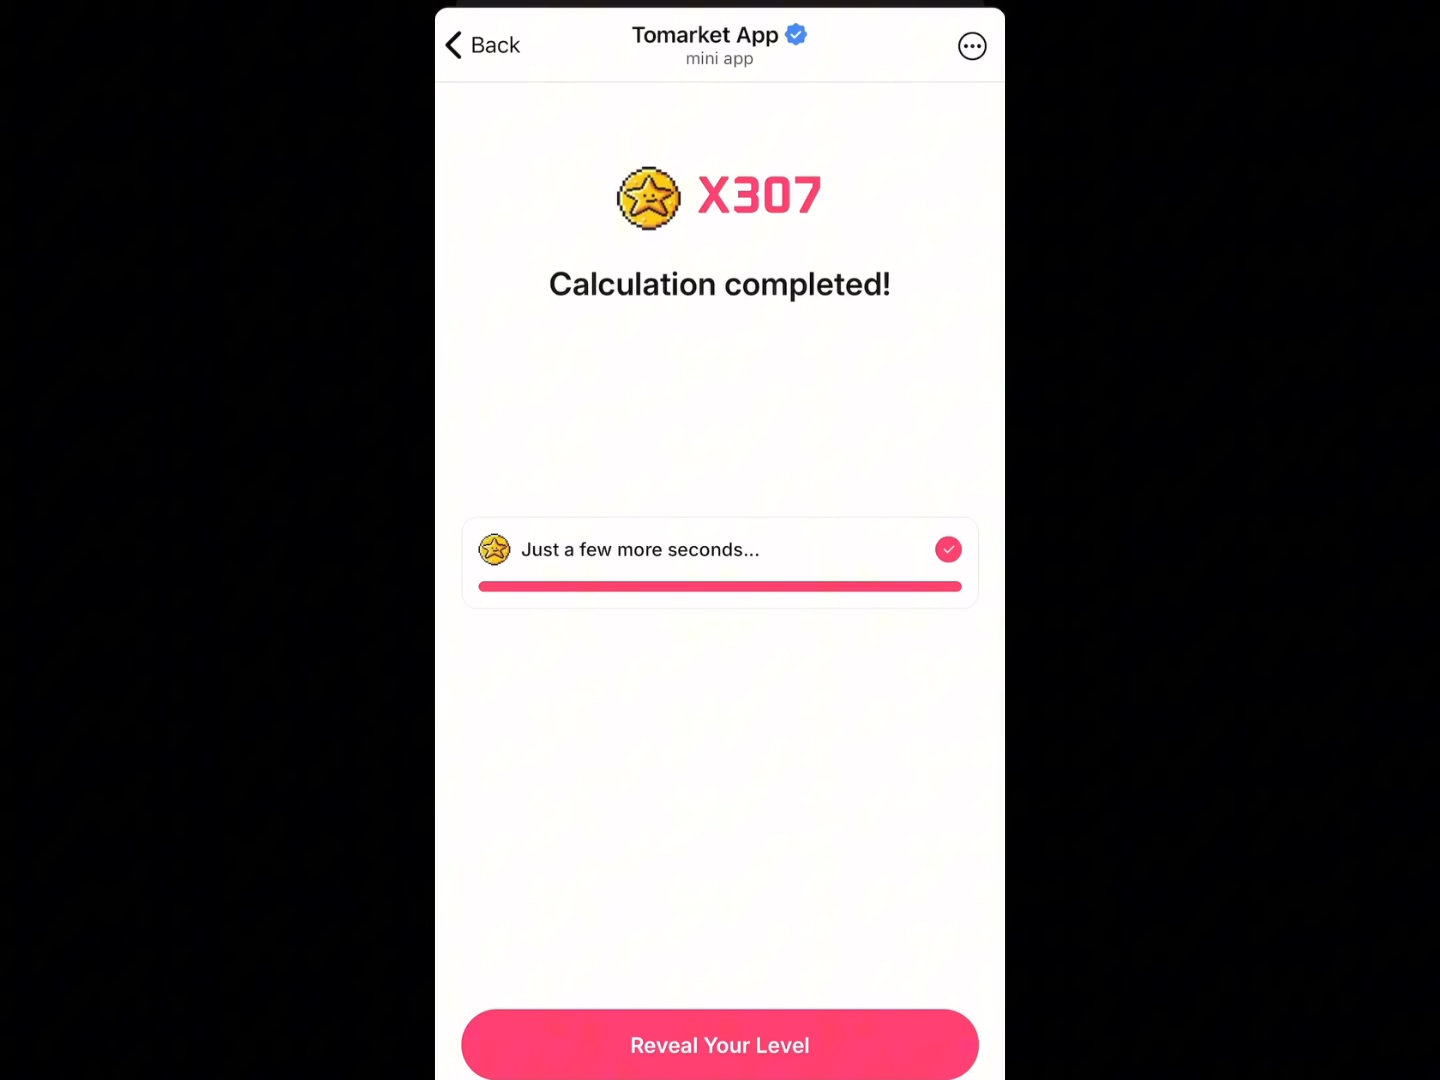 Back
Tomarket App
mini app
X307
Calculation completed!
Just a few more seconds...
Reveal Your Level